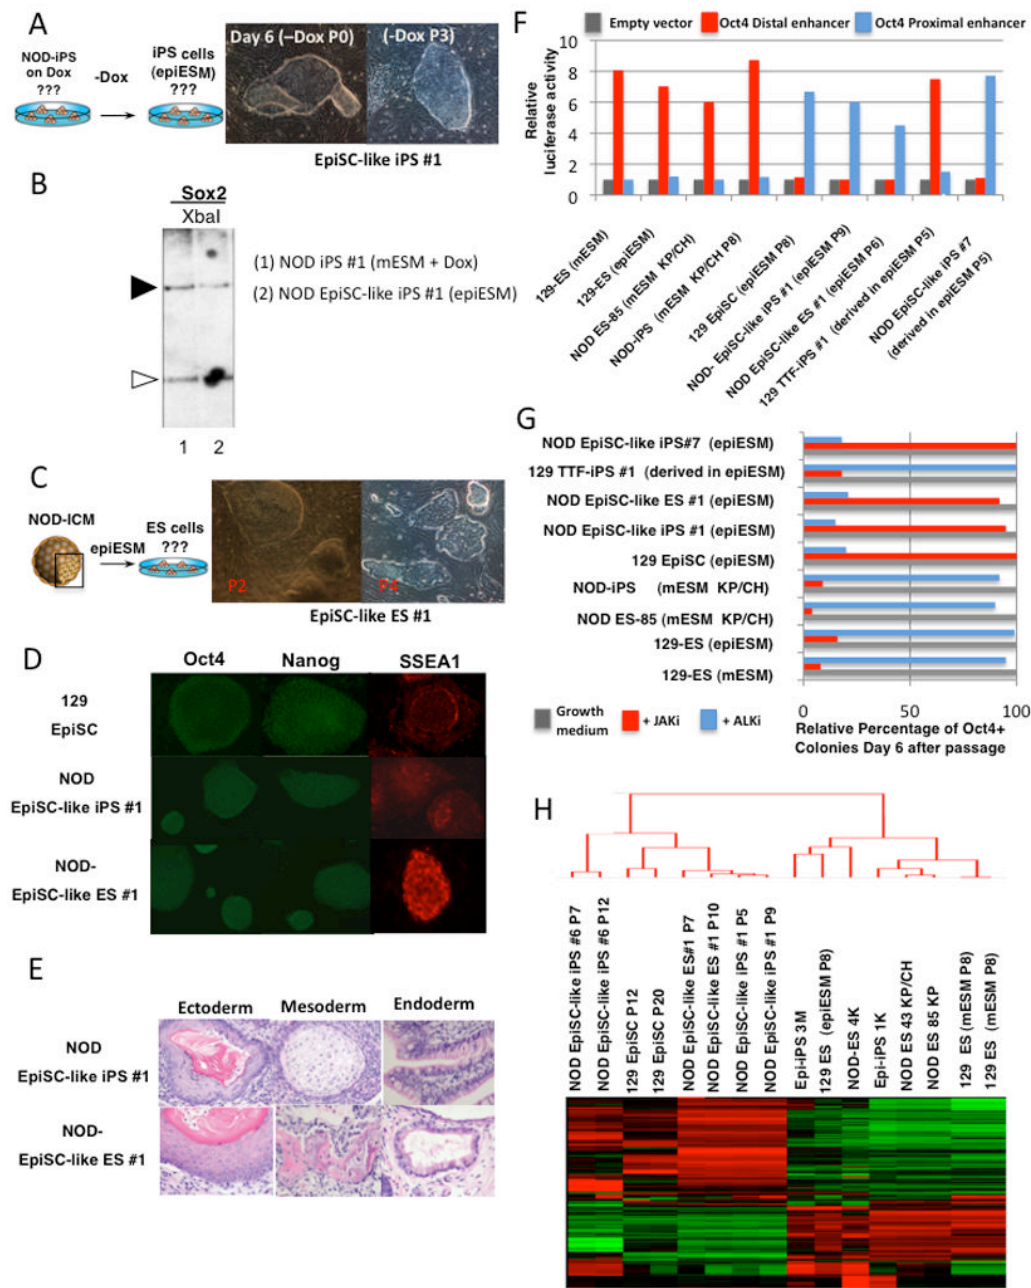 A
NOD-iPS
on Dox
???
-Dox
iPS cells
(epiESM)
???
Day 6 (–Dox P0)
(-Dox P3)
EpiSC-like iPS #1
B
Sox2
XbaI
(1) NOD iPS #1 (mESM + Dox)
(2) NOD EpiSC-like iPS #1 (epiESM)
1 2
C
NOD-ICM
epiESM
ES cells
???
P2
P4
EpiSC-like ES #1
D
Oct4 Nanog SSEA1
129
EpiSC
NOD
EpiSC-like iPS #1
NOD-
EpiSC-like ES #1
E
Ectoderm Mesoderm Endoderm
NOD
EpiSC-like iPS #1
NOD-
EpiSC-like ES #1
F
Empty vector Oct4 Distal enhancer Oct4 Proximal enhancer
Relative
luciferase activity
10
8
6
4
2
0
129-ES (mESM)
129-ES (epiESM)
NOD ES-85 (mESM KP/CH)
NOD-iPS (mESM KP/CH P8)
129 EpiSC (epiESM P8)
NOD- EpiSC-like iPS #1 (epiESM P9)
NOD EpiSC-like ES #1 (epiESM P6)
129 TTF-iPS #1 (derived in epiESM P5)
NOD EpiSC-like iPS #7
(derived in epiESM P5)
G
NOD EpiSC-like iPS#7 (epiESM)
129 TTF-iPS #1 (derived in epiESM)
NOD EpiSC-like ES #1 (epiESM)
NOD EpiSC-like iPS #1 (epiESM)
129 EpiSC (epiESM)
NOD-iPS (mESM KP/CH)
NOD ES-85 (mESM KP/CH)
129-ES (epiESM)
129-ES (mESM)
0 50 100
Growth
medium
+ JAKi
+ ALKi
Relative Percentage of Oct4+
Colonies Day 6 after passage
H
NOD EpiSC-like iPS #6 P7
NOD EpiSC-like iPS #6 P12
129 EpiSC P12
129 EpiSC P20
NOD EpiSC-like ES#1 P7
NOD EpiSC-like ES #1 P10
NOD EpiSC-like iPS #1 P5
NOD EpiSC-like iPS #1 P9
Epi-iPS 3M
129 ES (epiESM P8)
NOD-ES 4K
Epi-iPS 1K
NOD ES 43 KP/CH
NOD ES 85 KP
129 ES (mESM P8)
129 ES (mESM P8)